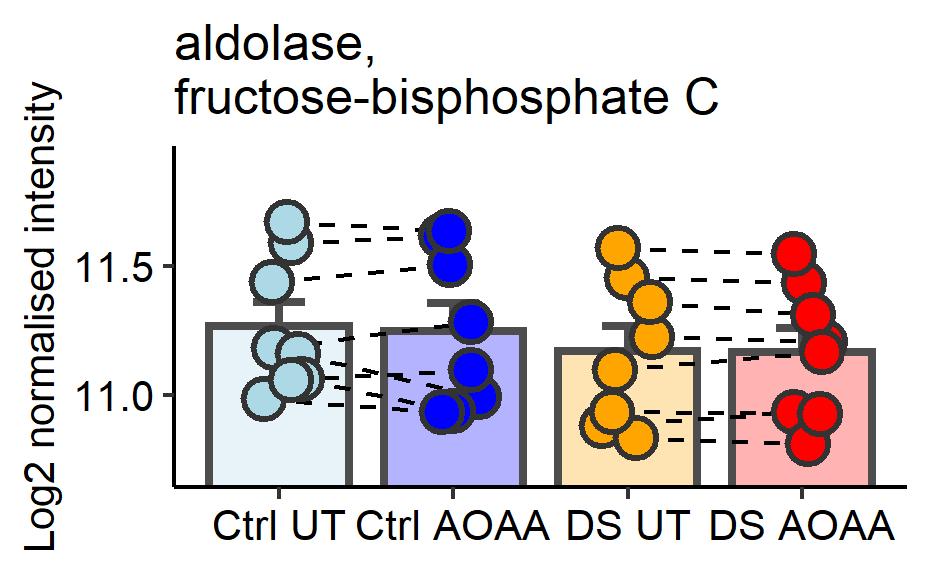 aldolase,
fructose-bisphosphate C
Log2 normalised intensity
11.5
11.0
Ctrl UT Ctrl AOAA DS UT DS AOAA